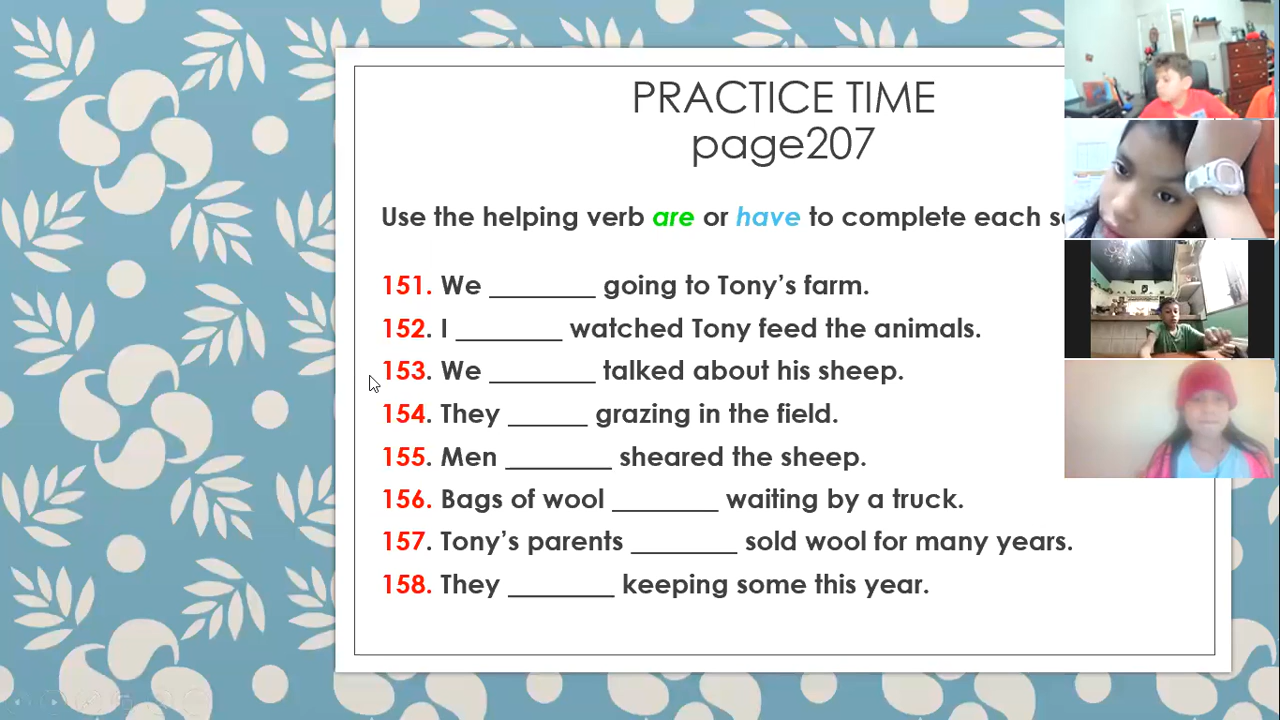 PRACTICE TIME
page207
Use the helping verb are or have to complete each
151. We ________ going to Tony’s farm.
152. I ________ watched Tony feed the animals.
153. We ________ talked about his sheep.
154. They ______ grazing in the field.
155. Men ________ sheared the sheep.
156. Bags of wool ________ waiting by a truck.
157. Tony’s parents ________ sold wool for many years.
158. They ________ keeping some this year.